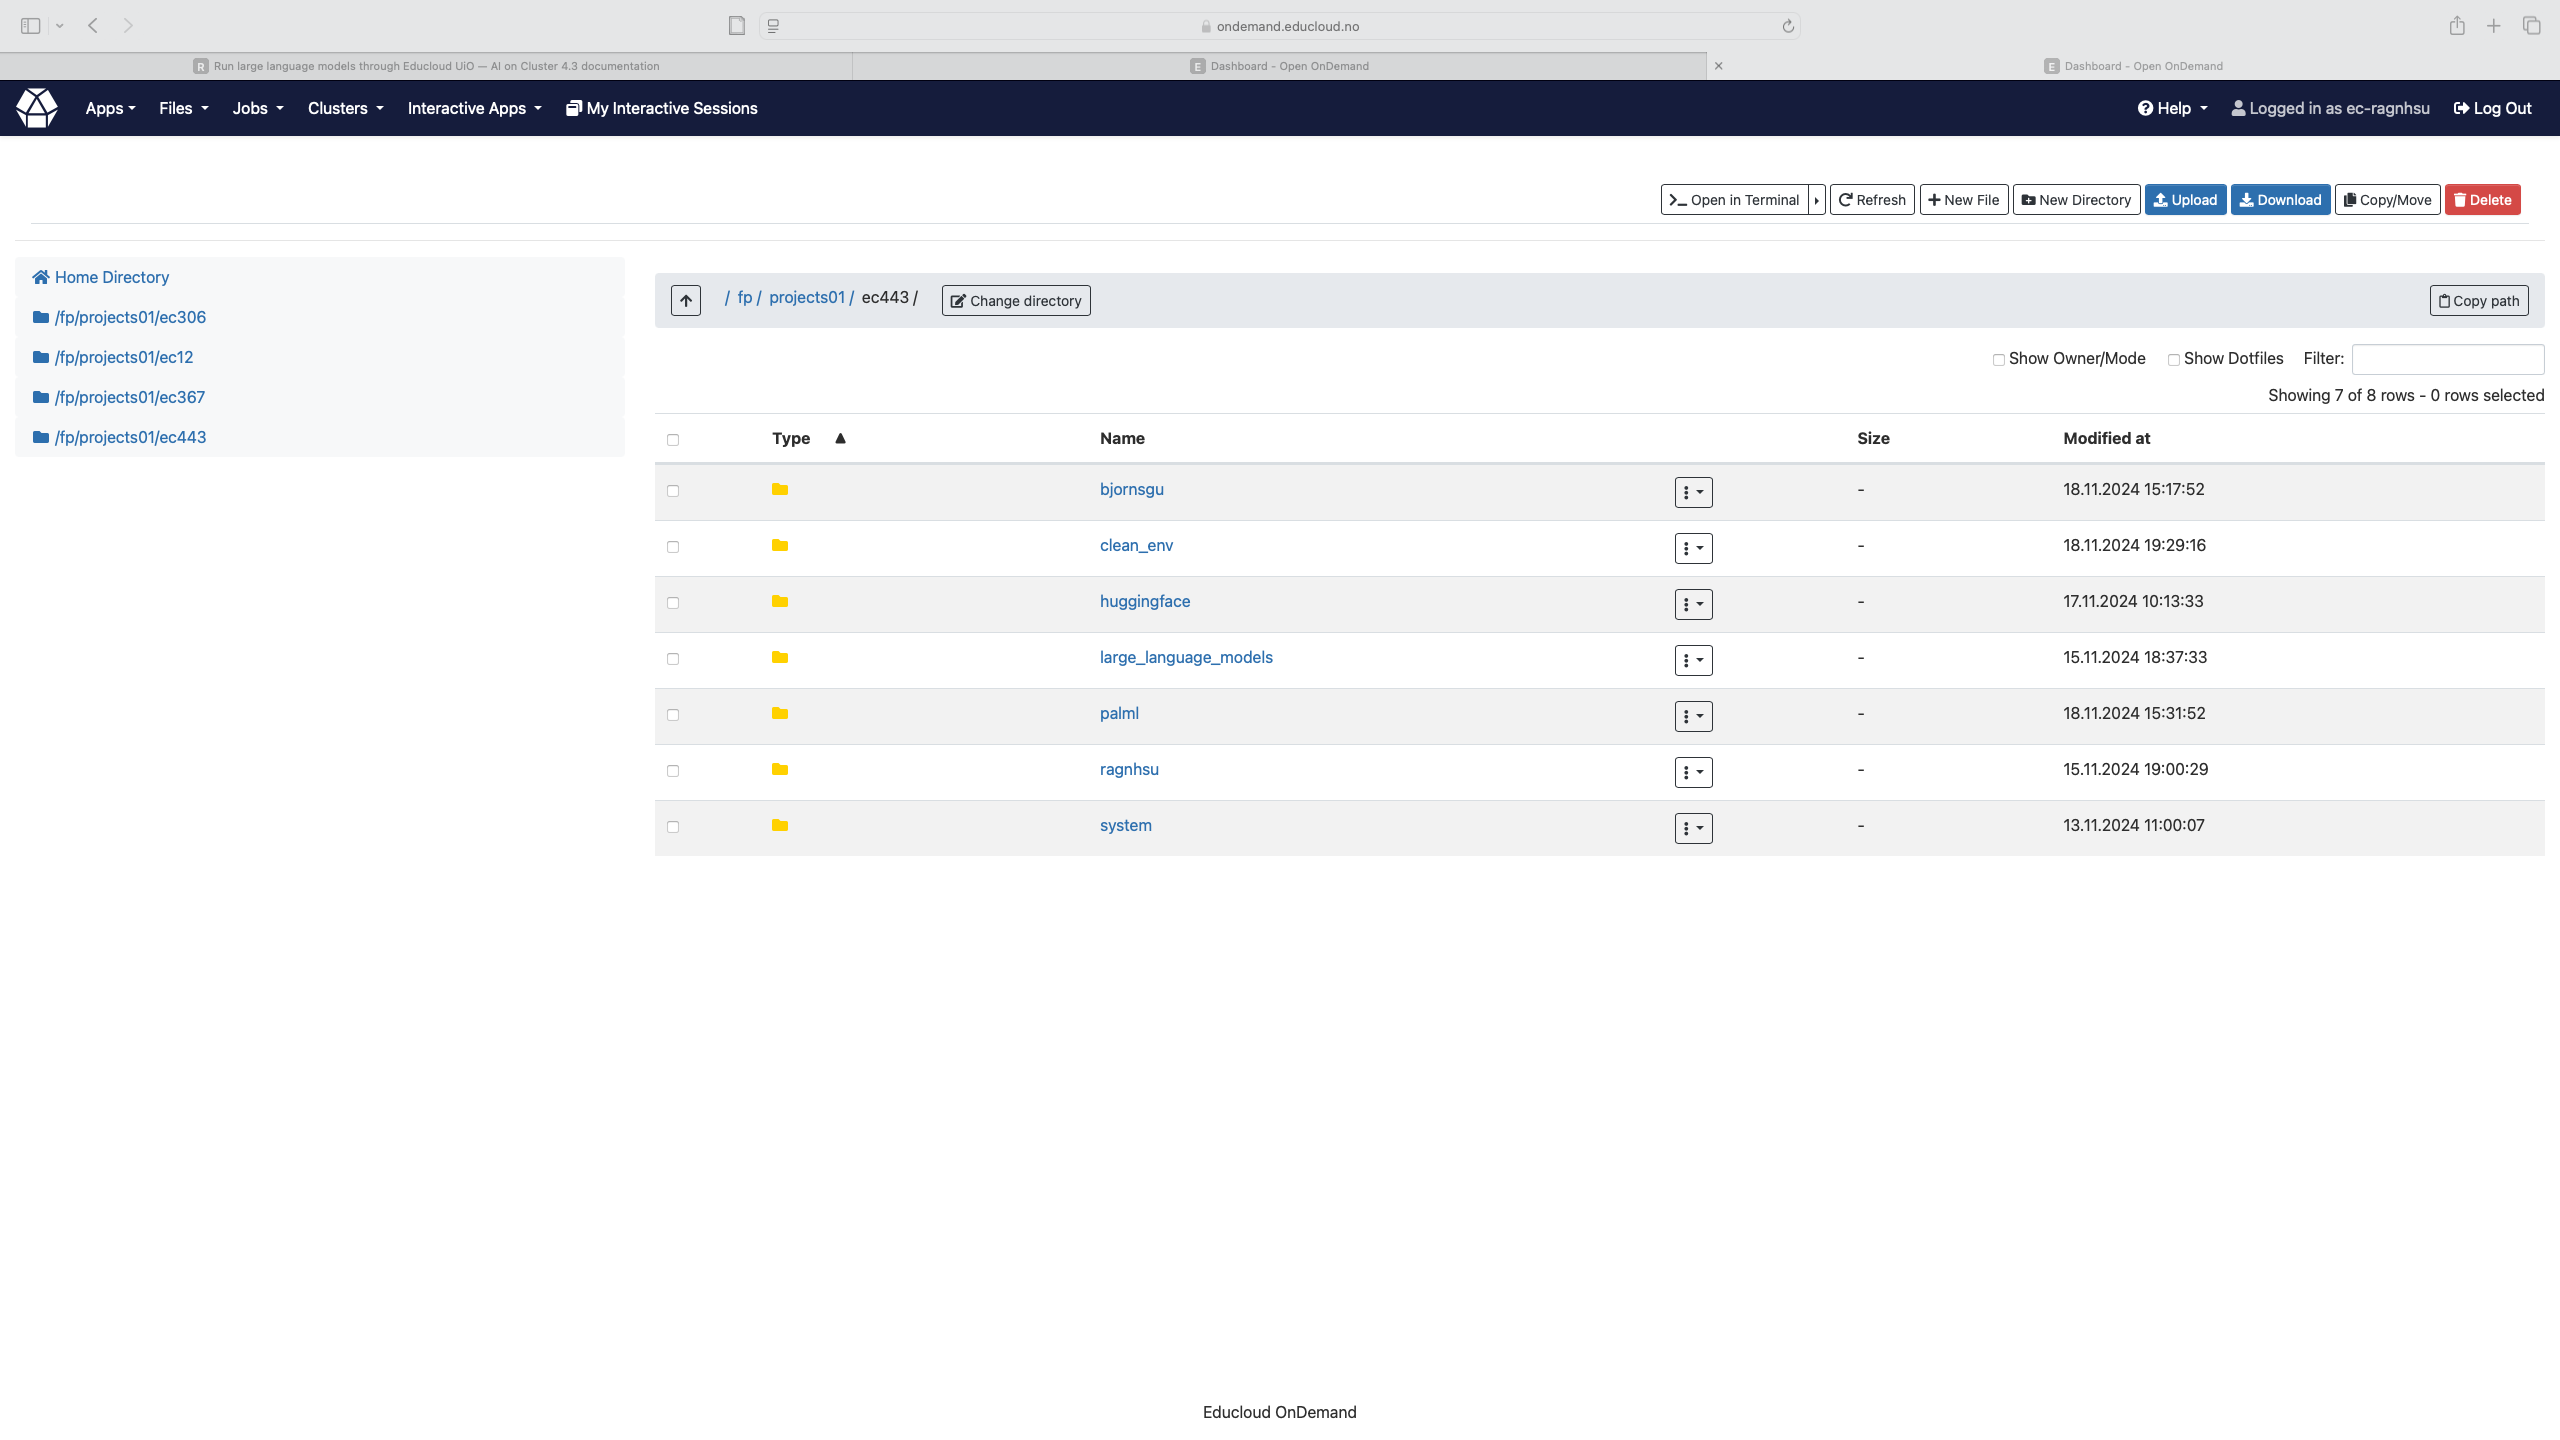 ondemand.educloud.no
R Run large language models through Educloud UiO — AI on Cluster 4.3 documentation
E Dashboard - Open OnDemand
E Dashboard - Open OnDemand
Apps Files Jobs Clusters Interactive Apps My Interactive Sessions Help Logged in as ec-ragnhsu Log Out
Open in Terminal Refresh New File New Directory Upload Download Copy/Move Delete
Home Directory
/fp/projects01/ec306
/fp/projects01/ec12
/fp/projects01/ec367
/fp/projects01/ec443
/ fp / projects01 / ec443 / Change directory Copy path
Show Owner/Mode Show Dotfiles Filter:
Showing 7 of 8 rows - 0 rows selected
Type Name Size Modified at
bjornsgu - 18.11.2024 15:17:52
clean_env - 18.11.2024 19:29:16
huggingface - 17.11.2024 10:13:33
large_language_models - 15.11.2024 18:37:33
palml - 18.11.2024 15:31:52
ragnhsu - 15.11.2024 19:00:29
system - 13.11.2024 11:00:07
Educloud OnDemand